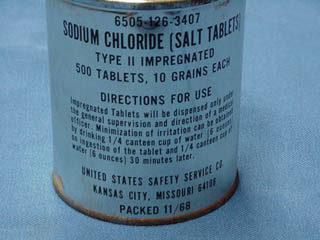 6505-126-3407
SODIUM CHLORIDE (SALT TABLETS)
TYPE II IMPREGNATED
500 TABLETS, 10 GRAINS EACH
DIRECTIONS FOR USE
Impregnated Tablets will be dispensed only under
the general supervision and direction of a medical
officer. Minimization of irritation can be obtained
by drinking 1/4 canteen cup of water (6 ounces)
on ingestion of the tablet and 1/4 canteen cup of
water (6 ounces) 30 minutes later.
UNITED STATES SAFETY SERVICE CO.
KANSAS CITY, MISSOURI 64108
PACKED 11/68